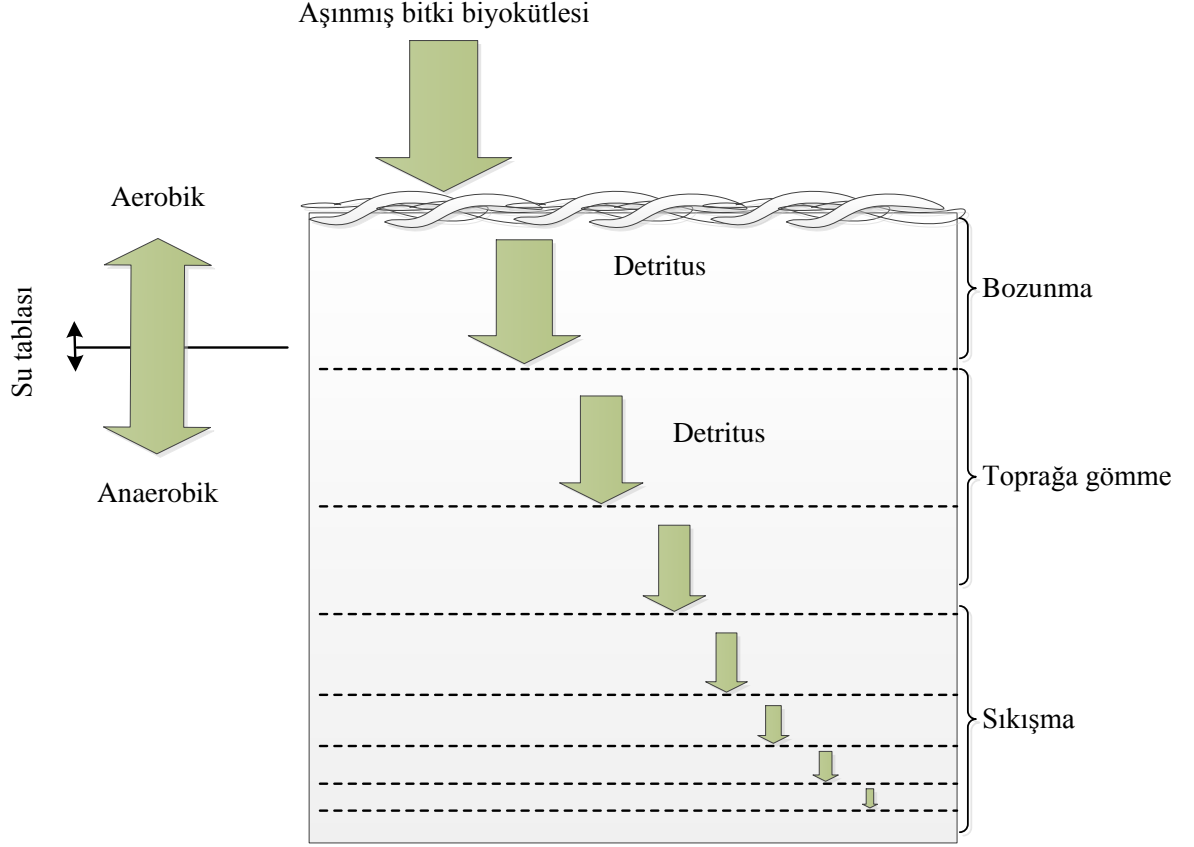 Aşınmış bitki biyokütlesi
Aerobik
Detritus
Bozunma
Su tablası
Detritus
Toprağa gömme
Anaerobik
Sıkışma